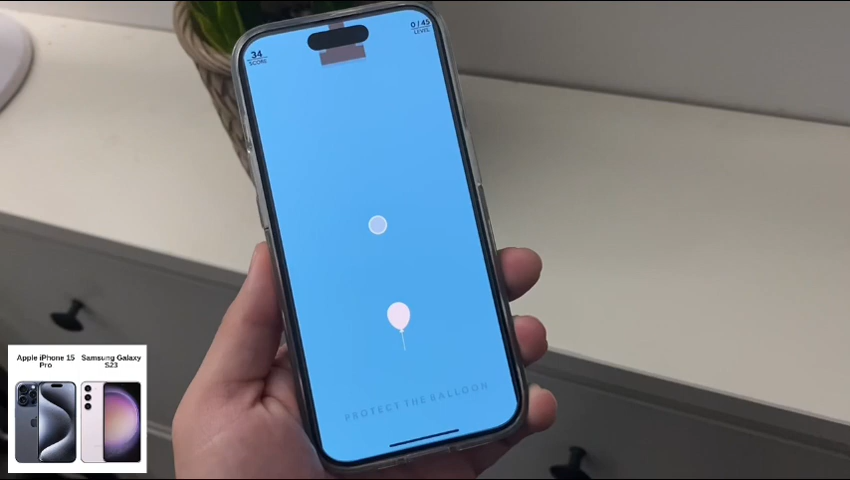 34
SCORE
0 / 45
LEVEL
PROTECT THE BALLOON
Apple iPhone 15 Samsung Galaxy
Pro S23